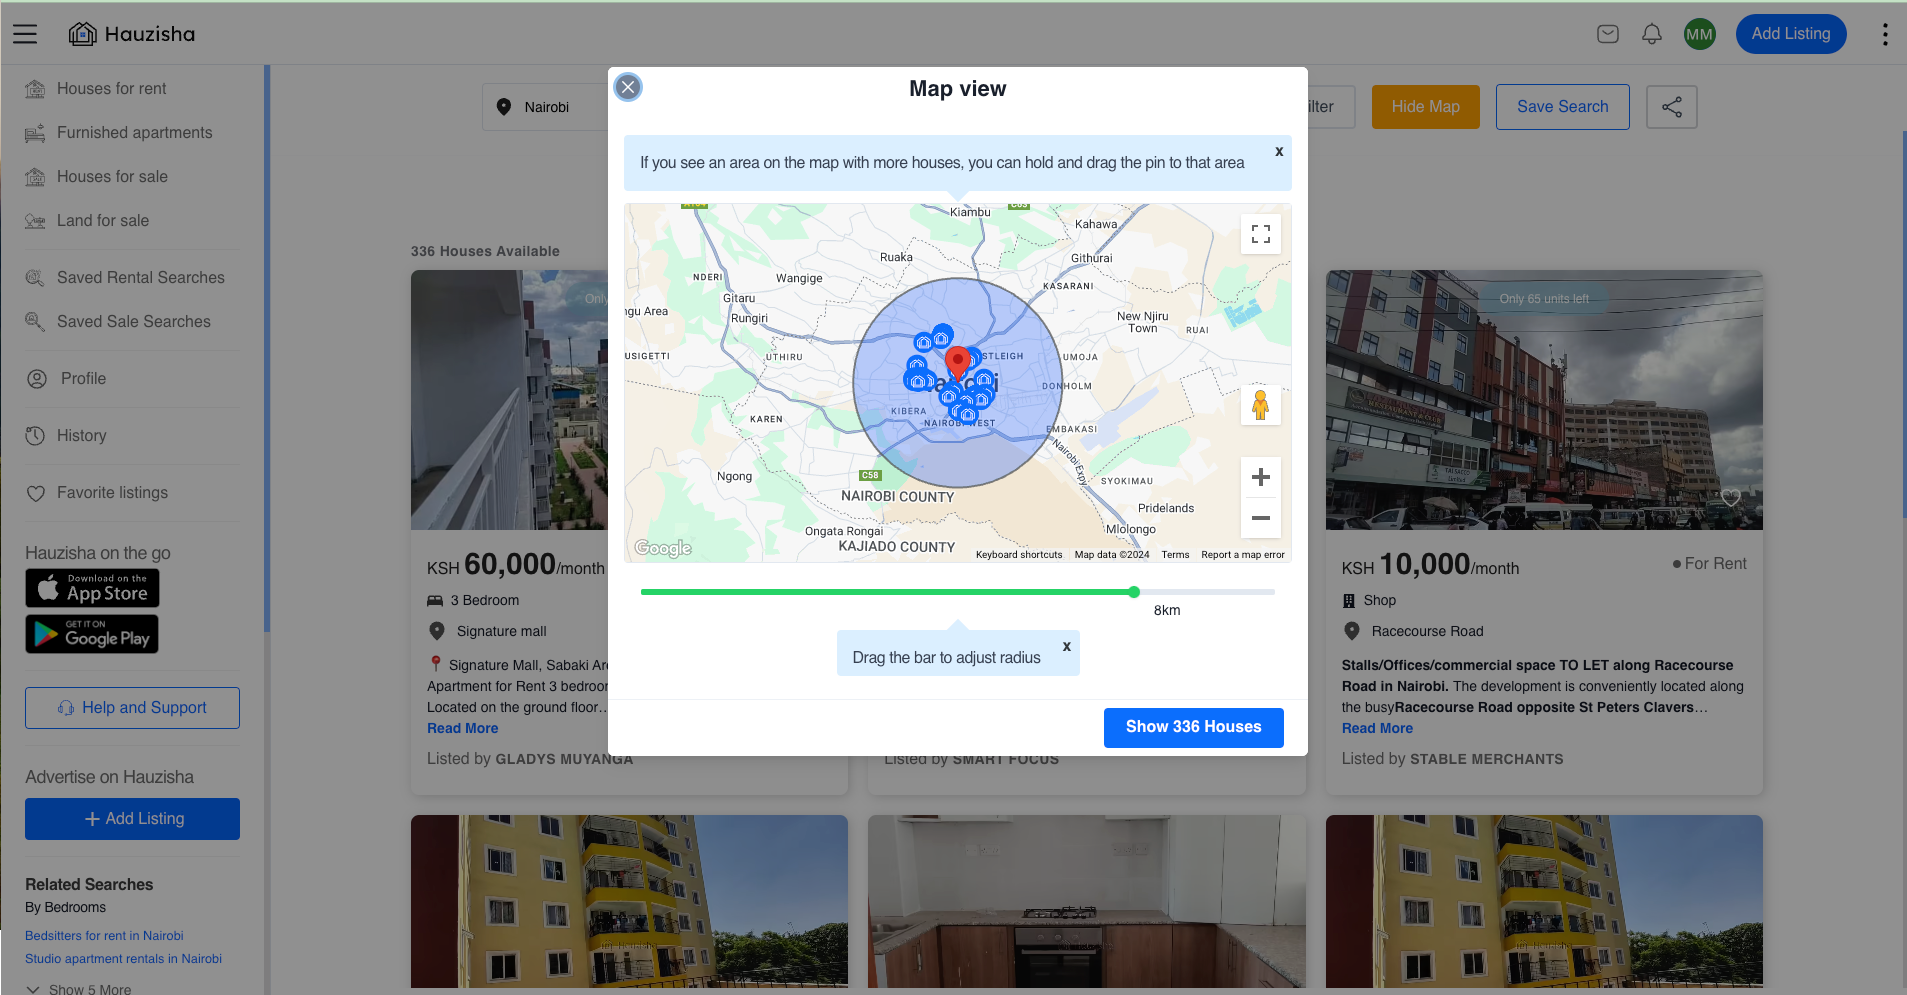 Hauzisha
MM
Add Listing
Houses for rent
Furnished apartments
Houses for sale
Land for sale
Saved Rental Searches
Saved Sale Searches
Profile
History
Favorite listings
Hauzisha on the go
Download on the
App Store
GET IT ON
Google Play
Help and Support
Advertise on Hauzisha
+ Add Listing
Related Searches
By Bedrooms
Bedsitters for rent in Nairobi
Studio apartment rentals in Nairobi
Show 5 More
Nairobi
Hide Map
Save Search
336 Houses Available
Map view
If you see an area on the map with more houses, you can hold and drag the pin to that area
x
Kiambu
Kahawa
Ruaka
Githurai
NDERI
Wangige
KASARANI
Gitaru
Rungiri
New Njiru
Town
RUAI
UTHIRU
UMOJA
DONHOLM
KIBERA
KAREN
EMBAKASI
Nairobi Expy
C58
Ngong
SYOKIMAU
NAIROBI COUNTY
Pridelands
Ongata Rongai
Mlolongo
KAJIADO COUNTY
Google
Keyboard shortcuts
Map data ©2024
Terms
Report a map error
8km
Drag the bar to adjust radius
x
Show 336 Houses
Only
KSH 60,000/month
3 Bedroom
Signature mall
Signature Mall, Sabaki
Apartment for Rent 3
Located on the ground floor...
Read More
Listed by GLADYS MUYANGA
Listed by SMART FOCUS
Only 65 units left
KSH 10,000/month
For Rent
Shop
Racecourse Road
Stalls/Offices/commercial space TO LET along Racecourse
Road in Nairobi. The development is conveniently located along
the busyRacecourse Road opposite St Peters Clavers...
Read More
Listed by STABLE MERCHANTS